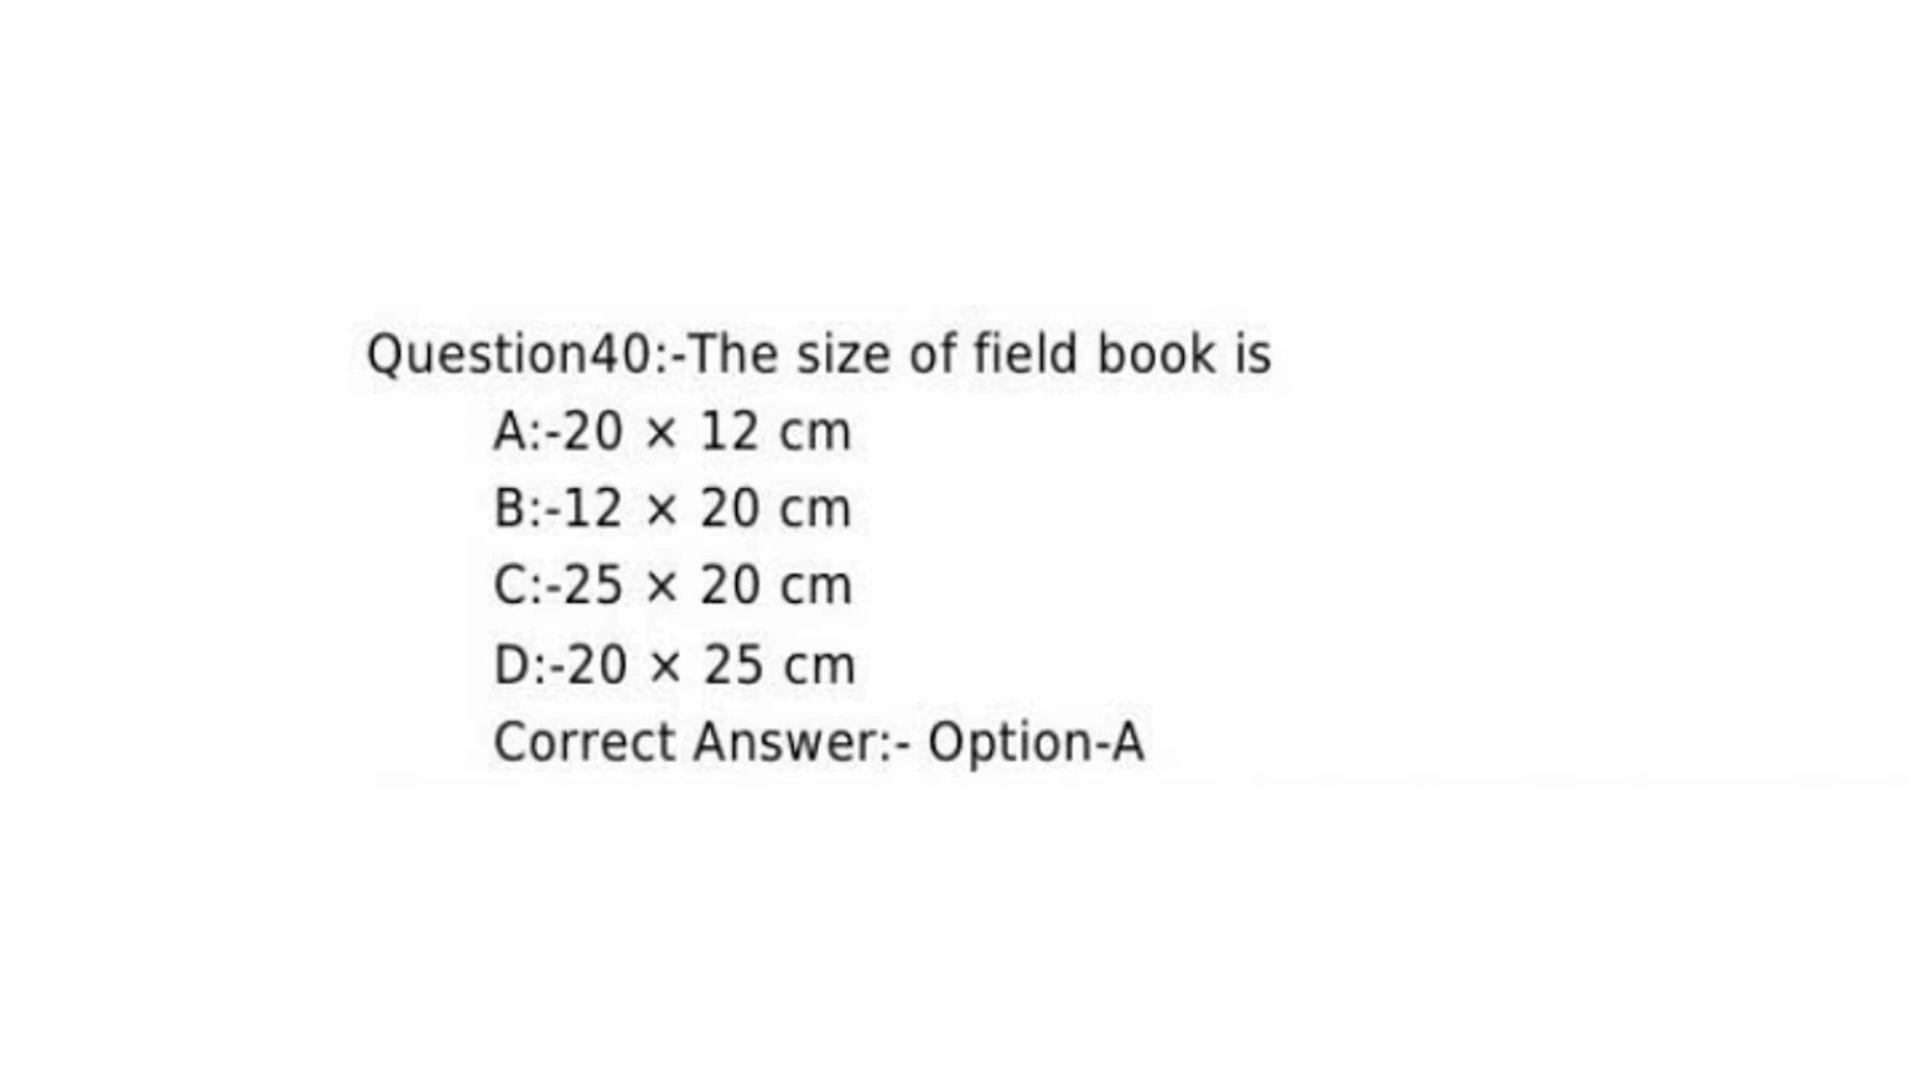 Question40:-The size of field book is
A:-20 × 12 cm
B:-12 × 20 cm
C:-25 × 20 cm
D:-20 × 25 cm
Correct Answer:- Option-A